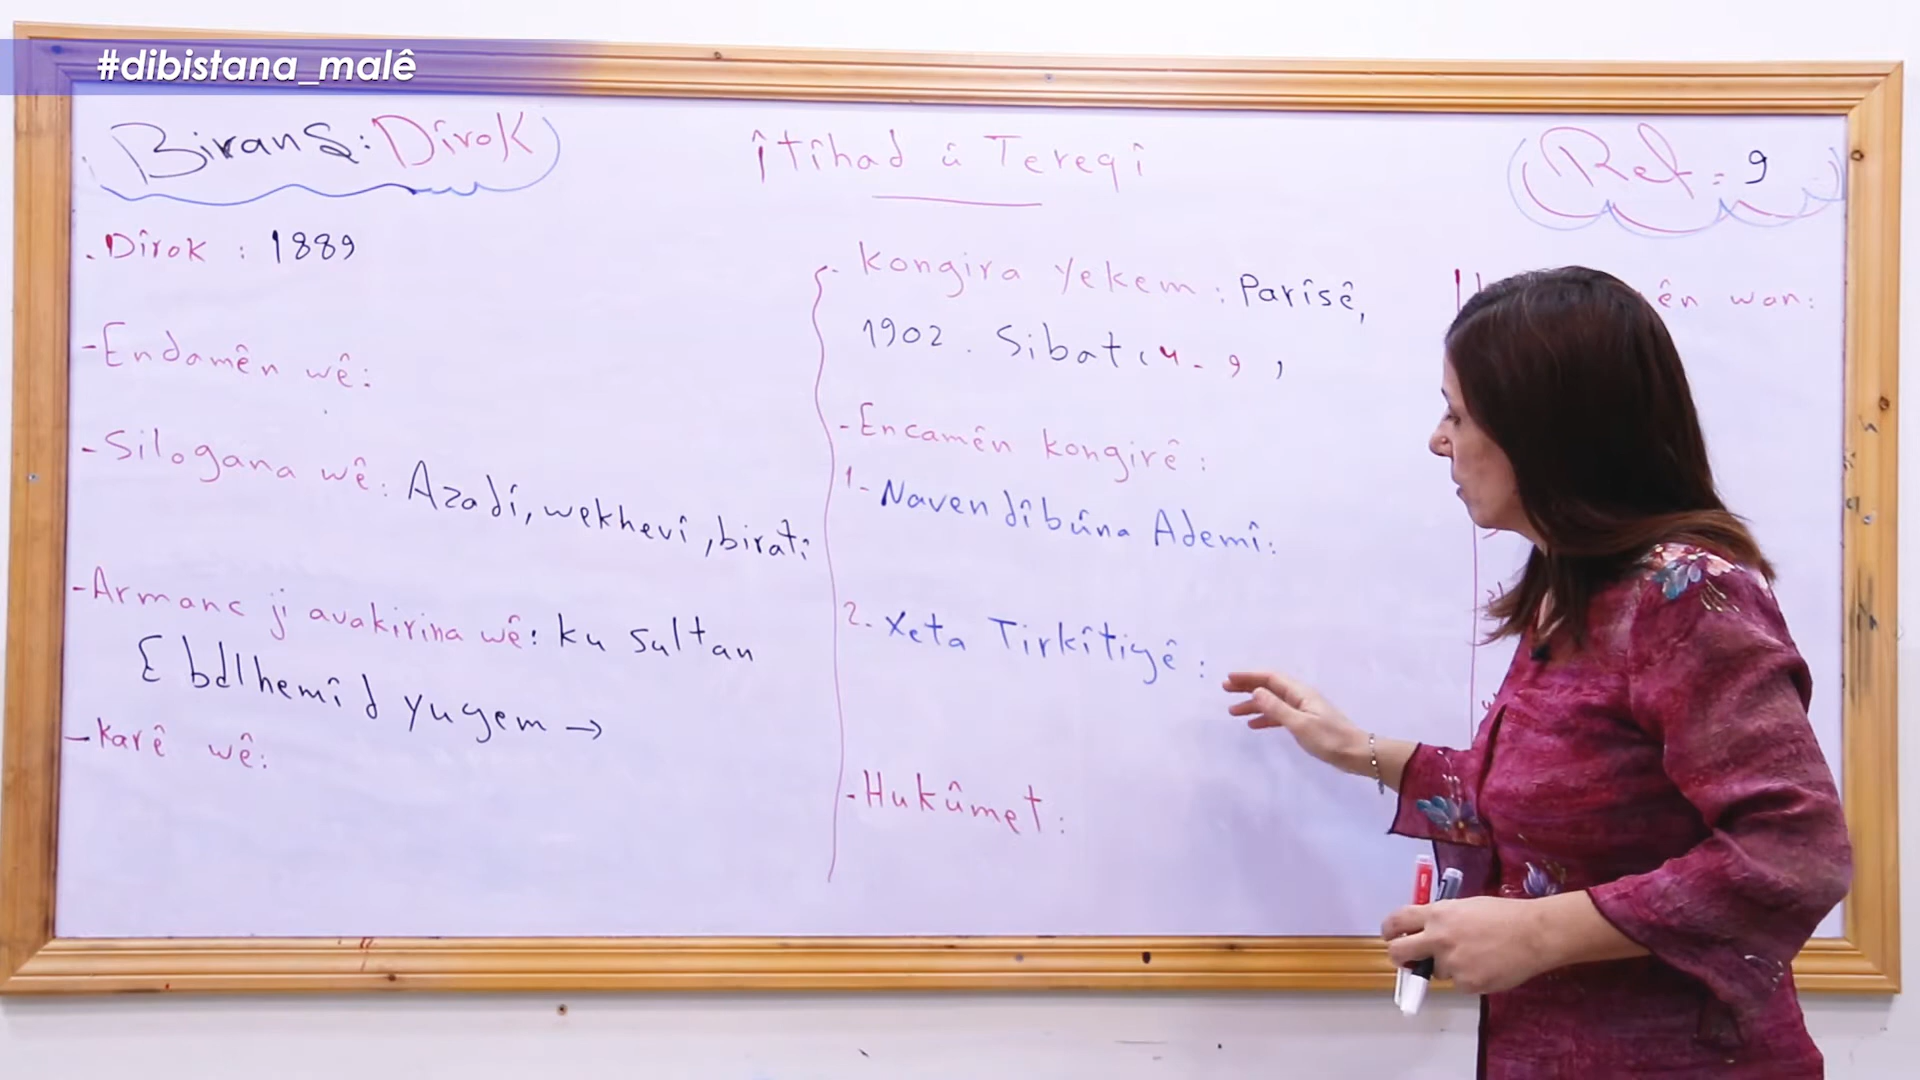 #dibistana_malê
Biranş: Dîrok
Îtîhad û Tereqî
Ref = 9
.Dîrok : 1889
-Endamên wê:
-Silogana wê: Azadî, wekhevî, biratî
-Armanc ji avakirina wê: ku sultan
Ebdlhemîd yugem →
-Karê wê:
-Kongira yekem: Parîsê,
1902. Sibat, 4-9,
-Encamên kongirê:
1- Navendîbûna Ademî:
2. Xeta Tirkîtiyê:
-Hukûmet:
ên wan: